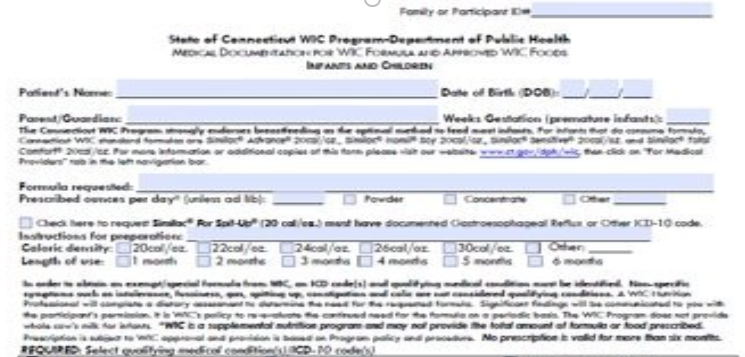 Family or Participant ID#
State of Connecticut WIC Program-Department of Public Health
Medical Documentation for WIC Formula and Approved WIC Foods
Infants and Children
Patient's Name: Date of Birth (DOB): / /
Parent/Guardian: Weeks Gestation (premature infants):
The Connecticut WIC Program strongly endorses breastfeeding as the optimal method to feed most infants. For infants that do consume formula,
Connecticut WIC standard formulas are Similac® Advance® 20cal/oz., Similac® Isomil® Soy 20cal/oz., Similac® Sensitive® 20cal/oz. and Similac® Total
Comfort® 20cal/oz. For more information or additional copies of this form please visit our website: www.ct.gov/dph/wic, then click on "For Medical
Providers" tab in the left navigation bar.
Formula requested:
Prescribed ounces per day* (unless ad lib): Powder Concentrate Other
Check here to request Similac® For Spit-Up® (20 cal/oz.) must have documented Gastroesophageal Reflux or Other ICD-10 code.
Instructions for preparation:
Caloric density: 20cal/oz. 22cal/oz. 24cal/oz. 26cal/oz. 30cal/oz. Other:
Length of use: 1 month 2 months 3 months 4 months 5 months 6 months
In order to obtain an exempt/special formula from WIC, an ICD code(s) and qualifying medical condition must be identified. Non-specific
symptoms such as intolerance, fussiness, gas, spitting up, constipation and colic are not considered qualifying conditions. A WIC Nutrition
Professional will complete a dietary assessment to determine the need for the requested formula. Significant findings will be communicated to you with
the participant's permission. It is WIC's policy to re-evaluate the continued need for the formula on a periodic basis. The WIC Program does not provide
whole cow's milk for infants. *WIC is a supplemental nutrition program and may not provide the total amount of formula or food prescribed.
Prescription is subject to WIC approval and provision is based on Program policy and procedure. No prescription is valid for more than six months.
REQUIRED: Select qualifying medical condition(s)/ICD-10 code(s)